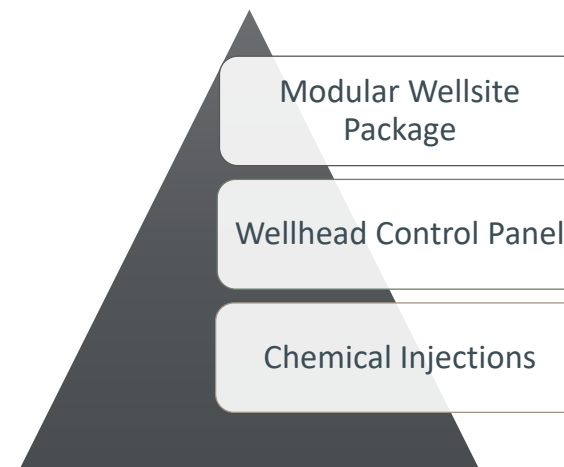 Modular Wellsite
Package
Wellhead Control Panel
Chemical Injections